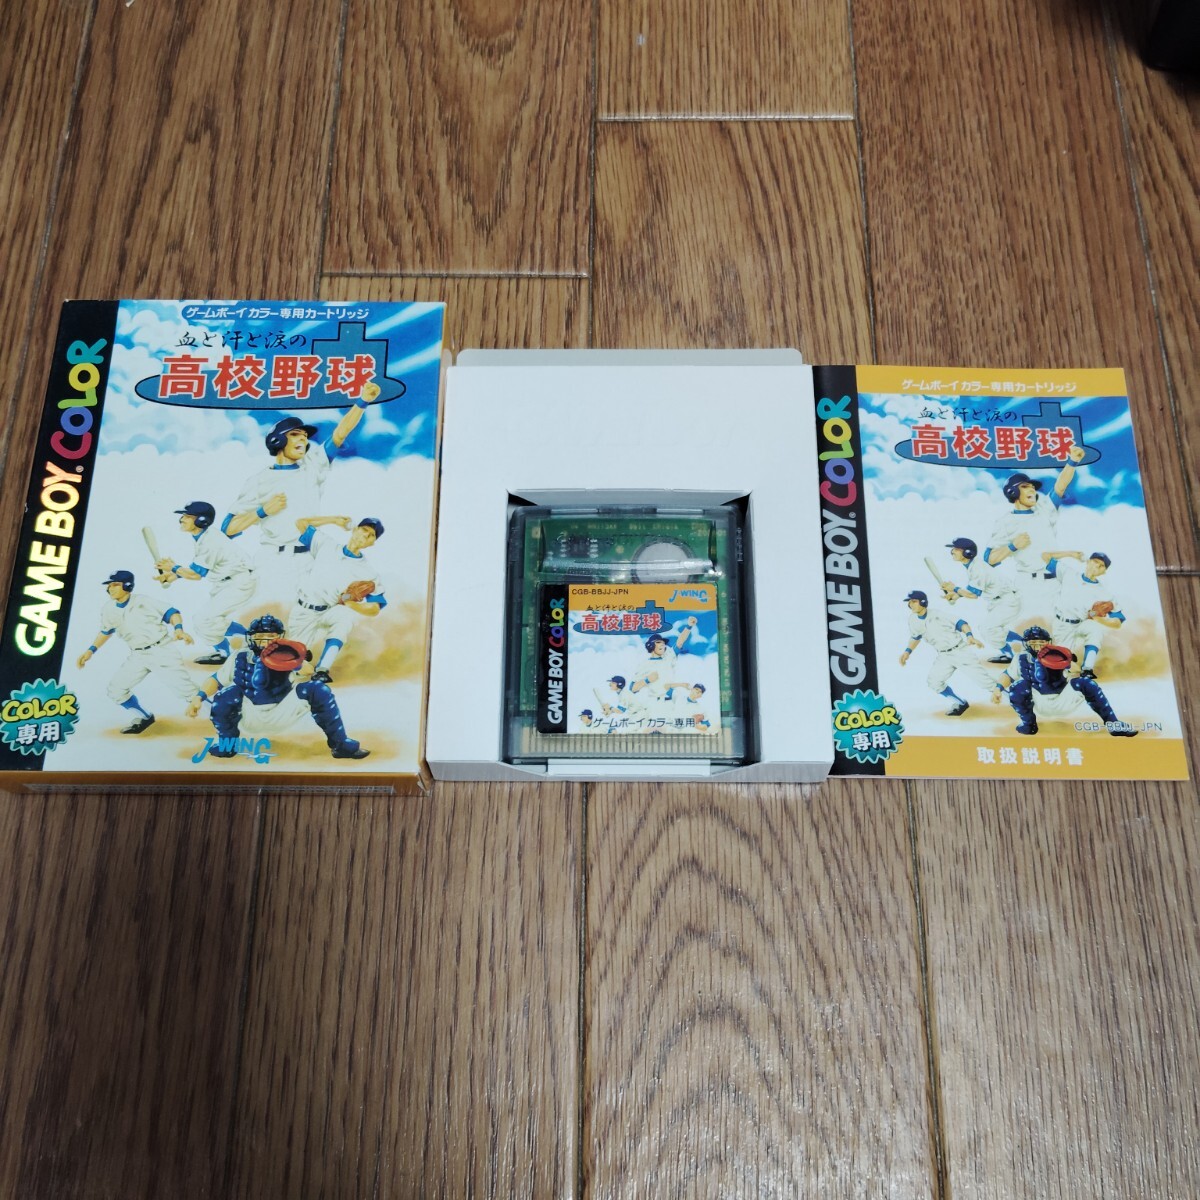 ゲームボーイカラー専用カートリッジ
血と汗と涙の
高校野球
GAME BOY COLOR
COLOR
専用
J-WING
CGB-BBJJ-JPN
J-WING
血と汗と涙の
高校野球
GAME BOY COLOR
ゲームボーイカラー専用
ゲームボーイカラー専用カートリッジ
血と汗と涙の
高校野球
GAME BOY COLOR
COLOR
専用
CGB-BBJJ-JPN
取扱説明書